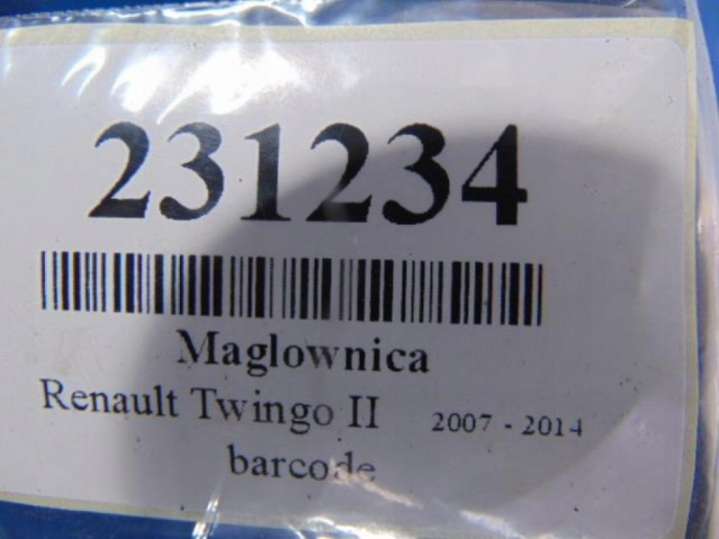 231234
Maglownica
Renault Twingo II 2007 - 2014
barcode